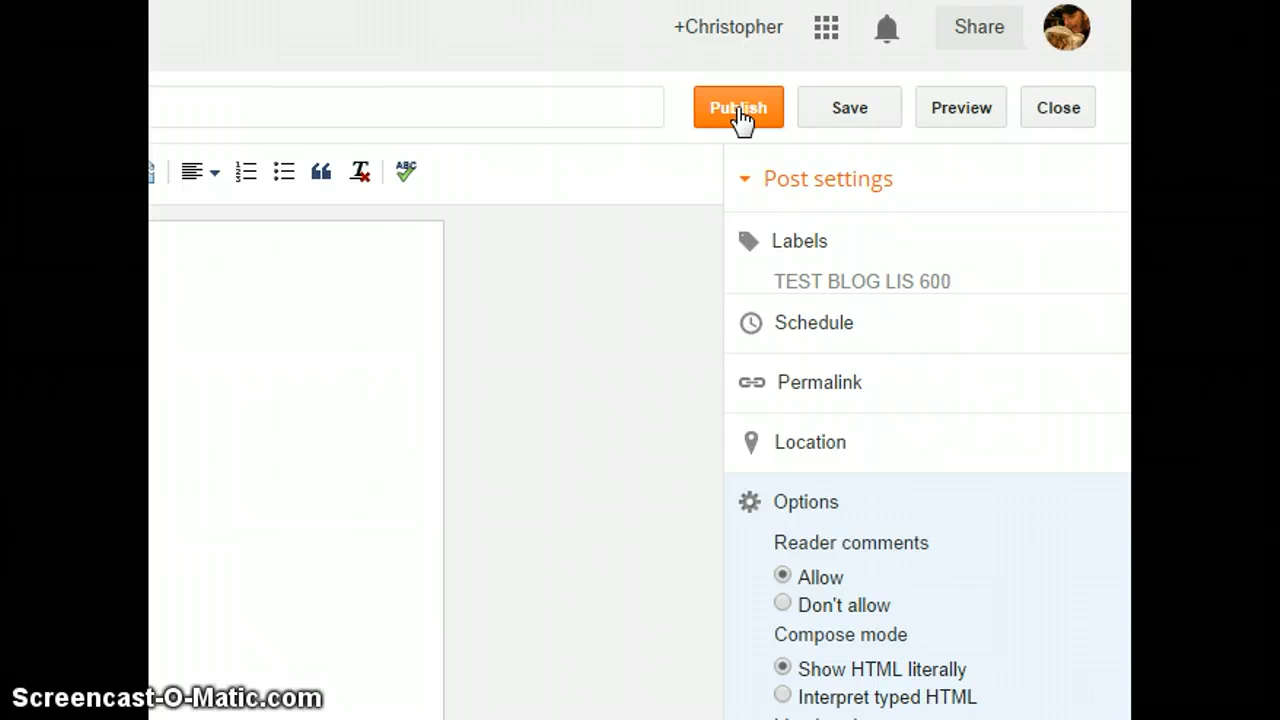 +Christopher
Share
Publish
Save
Preview
Close
ABC
Post settings
Labels
TEST BLOG LIS 600
Schedule
Permalink
Location
Options
Reader comments
Allow
Don't allow
Compose mode
Show HTML literally
Interpret typed HTML
Screencast-O-Matic.com